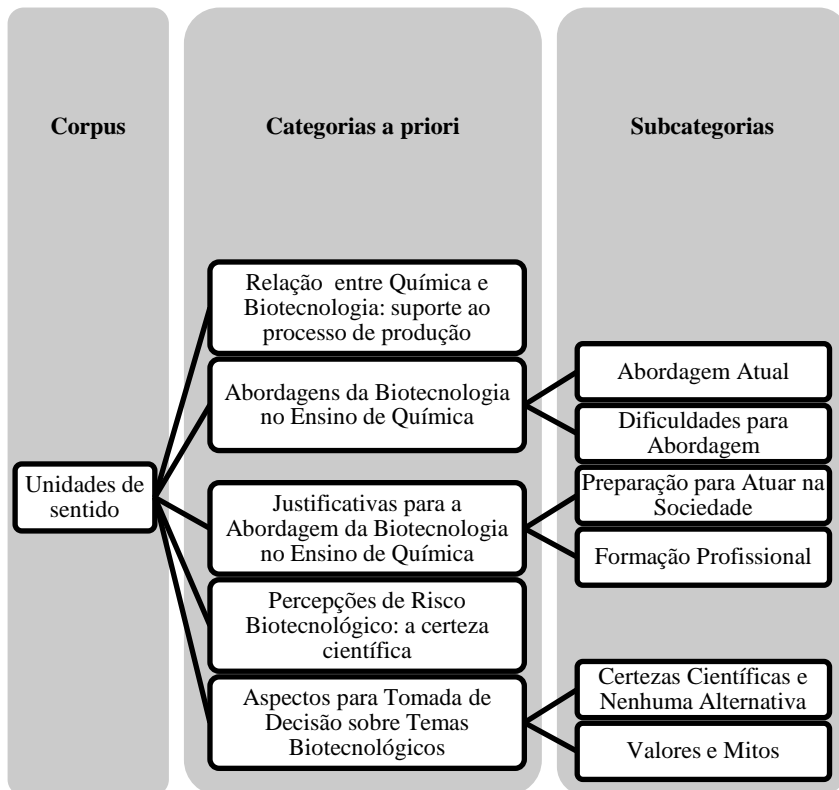 Corpus
Categorias a priori
Subcategorias
Unidades de
sentido
Relação entre Química e
Biotecnologia: suporte ao
processo de produção
Abordagens da Biotecnologia
no Ensino de Química
Justificativas para a
Abordagem da Biotecnologia
no Ensino de Química
Percepções de Risco
Biotecnológico: a certeza
científica
Aspectos para Tomada de
Decisão sobre Temas
Biotecnológicos
Abordagem Atual
Dificuldades para
Abordagem
Preparação para Atuar na
Sociedade
Formação Profissional
Certezas Científicas e
Nenhuma Alternativa
Valores e Mitos